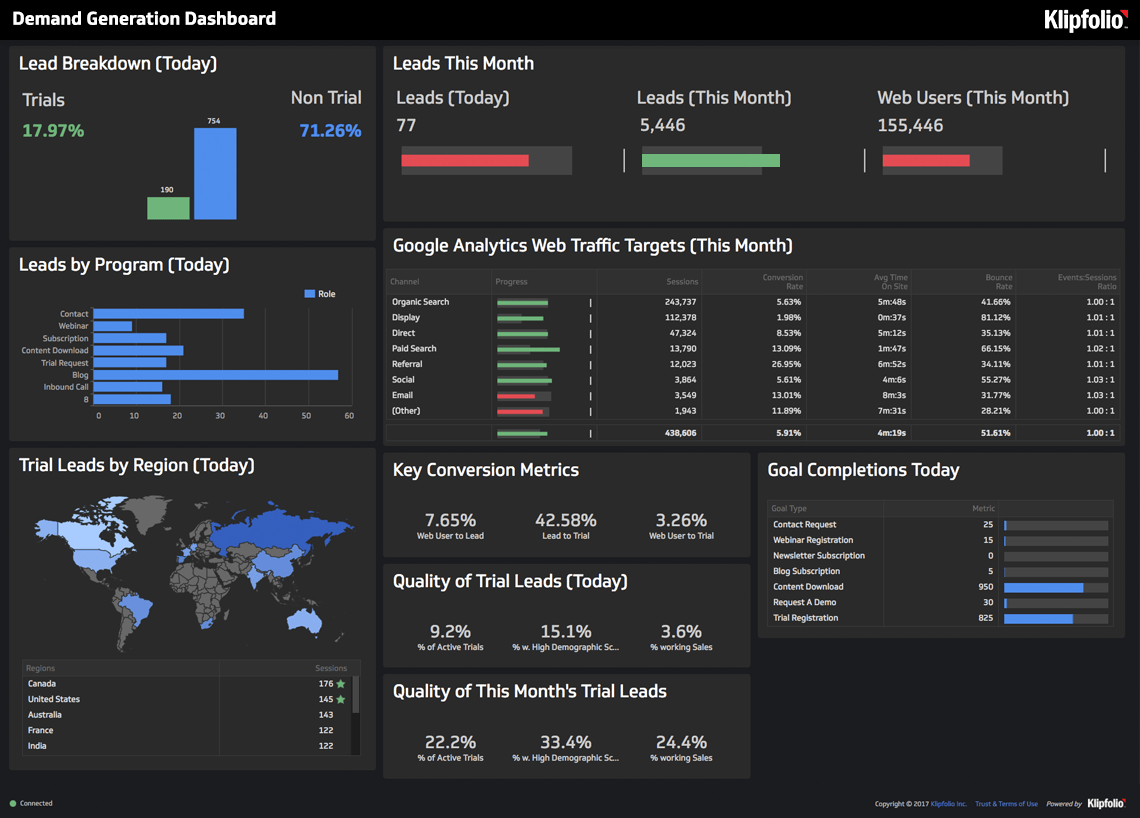 Demand Generation Dashboard
Klipfolio
Lead Breakdown (Today)
Trials
Non Trial
17.97%
71.26%
754
190
Leads This Month
Leads (Today)
Leads (This Month)
Web Users (This Month)
77
5,446
155,446
Leads by Program (Today)
Role
Contact
Webinar
Subscription
Content Download
Trial Request
Blog
Inbound Call
8
0 10 20 30 40 50 60
Google Analytics Web Traffic Targets (This Month)
Channel Progress Sessions Conversion Rate Avg Time On Site Bounce Rate Events:Sessions Ratio
Organic Search 243,737 5.63% 5m:48s 41.66% 1.00 : 1
Display 112,378 1.98% 0m:37s 81.12% 1.01 : 1
Direct 47,324 8.53% 5m:12s 35.13% 1.01 : 1
Paid Search 13,790 13.09% 1m:47s 66.15% 1.02 : 1
Referral 12,023 26.95% 6m:52s 34.11% 1.01 : 1
Social 3,864 5.61% 4m:6s 55.27% 1.03 : 1
Email 3,549 13.01% 8m:3s 31.77% 1.03 : 1
(Other) 1,943 11.89% 7m:31s 28.21% 1.00 : 1
438,606 5.91% 4m:19s 51.61% 1.00 : 1
Trial Leads by Region (Today)
Regions Sessions
Canada 176
United States 145
Australia 143
France 122
India 122
Key Conversion Metrics
7.65% 42.58% 3.26%
Web User to Lead Lead to Trial Web User to Trial
Quality of Trial Leads (Today)
9.2% 15.1% 3.6%
% of Active Trials % w. High Demographic Sc... % working Sales
Quality of This Month's Trial Leads
22.2% 33.4% 24.4%
% of Active Trials % w. High Demographic Sc... % working Sales
Goal Completions Today
Goal Type Metric
Contact Request 25
Webinar Registration 15
Newsletter Subscription 0
Blog Subscription 5
Content Download 950
Request A Demo 30
Trial Registration 825
Connected
Copyright © 2017 Klipfolio Inc. Trust & Terms of Use Powered by Klipfolio